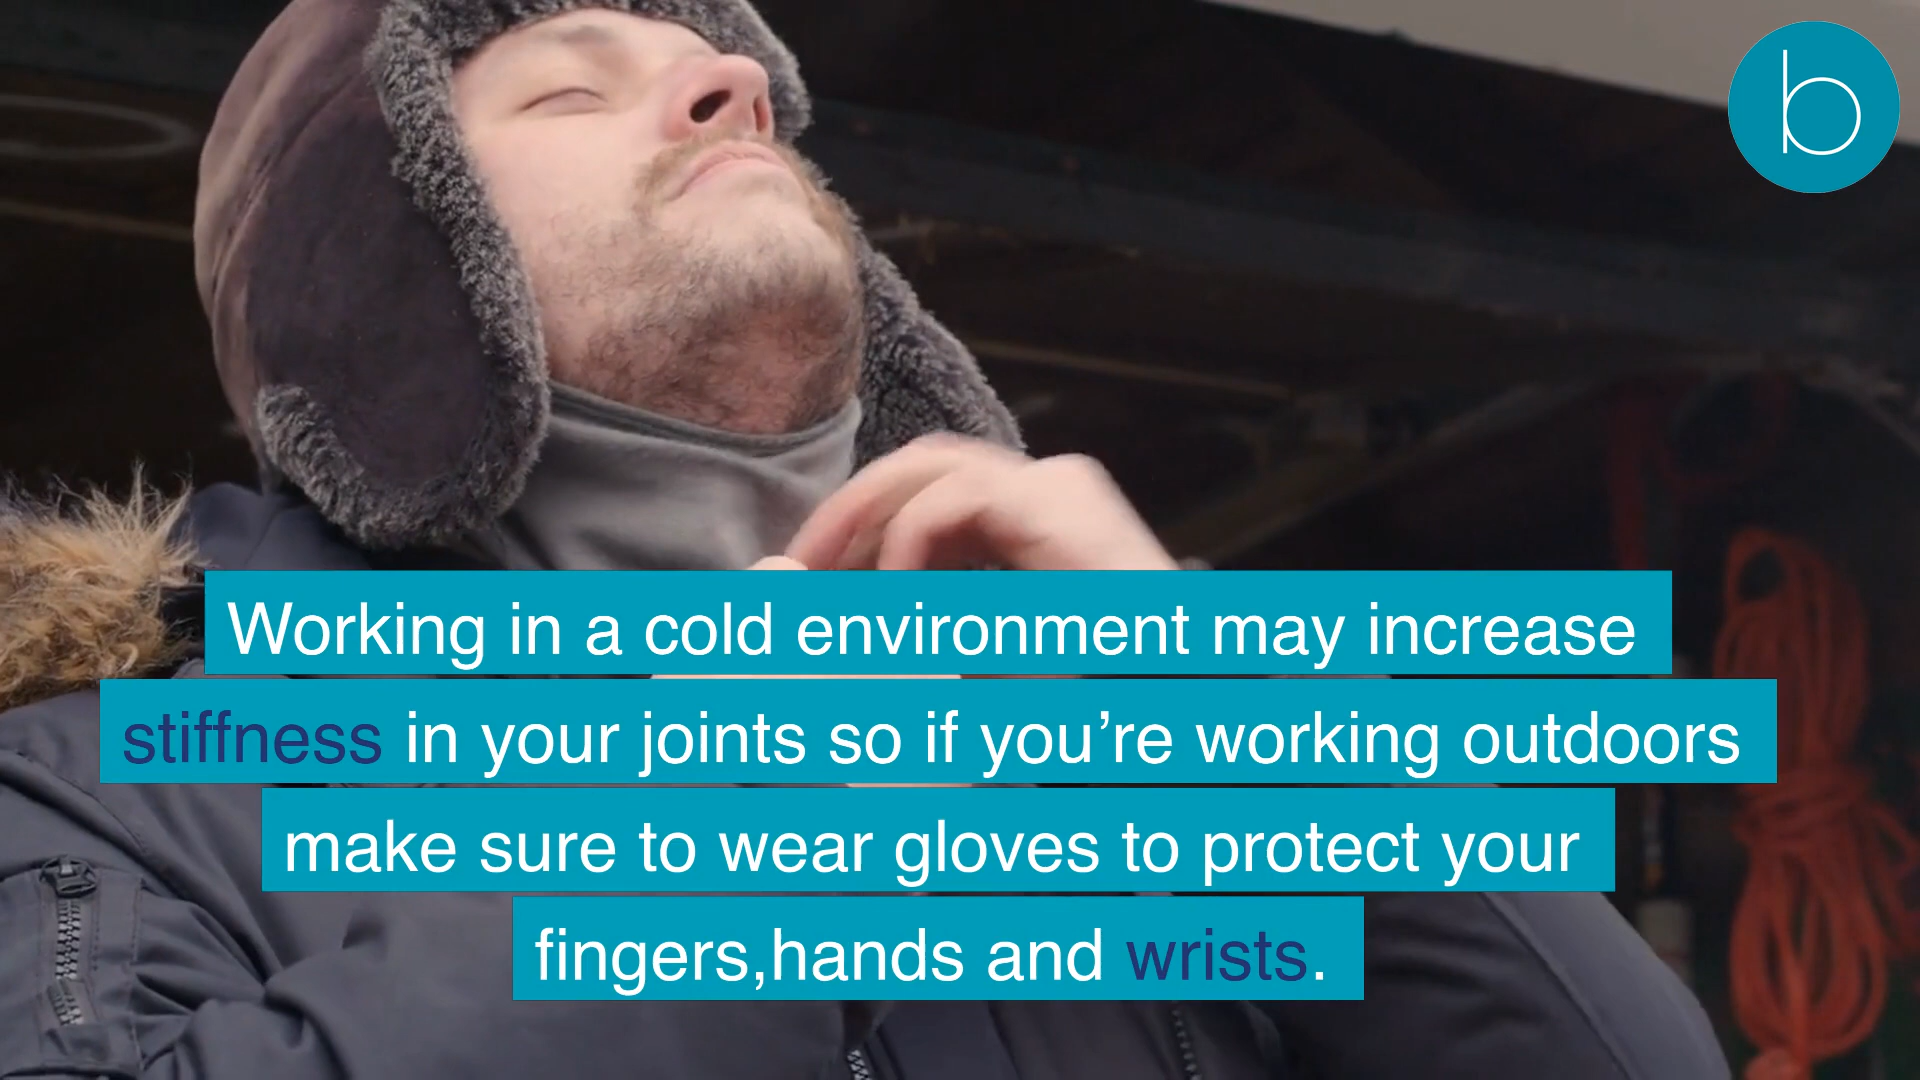 b
Working in a cold environment may increase
stiffness in your joints so if you’re working outdoors
make sure to wear gloves to protect your
fingers,hands and wrists.